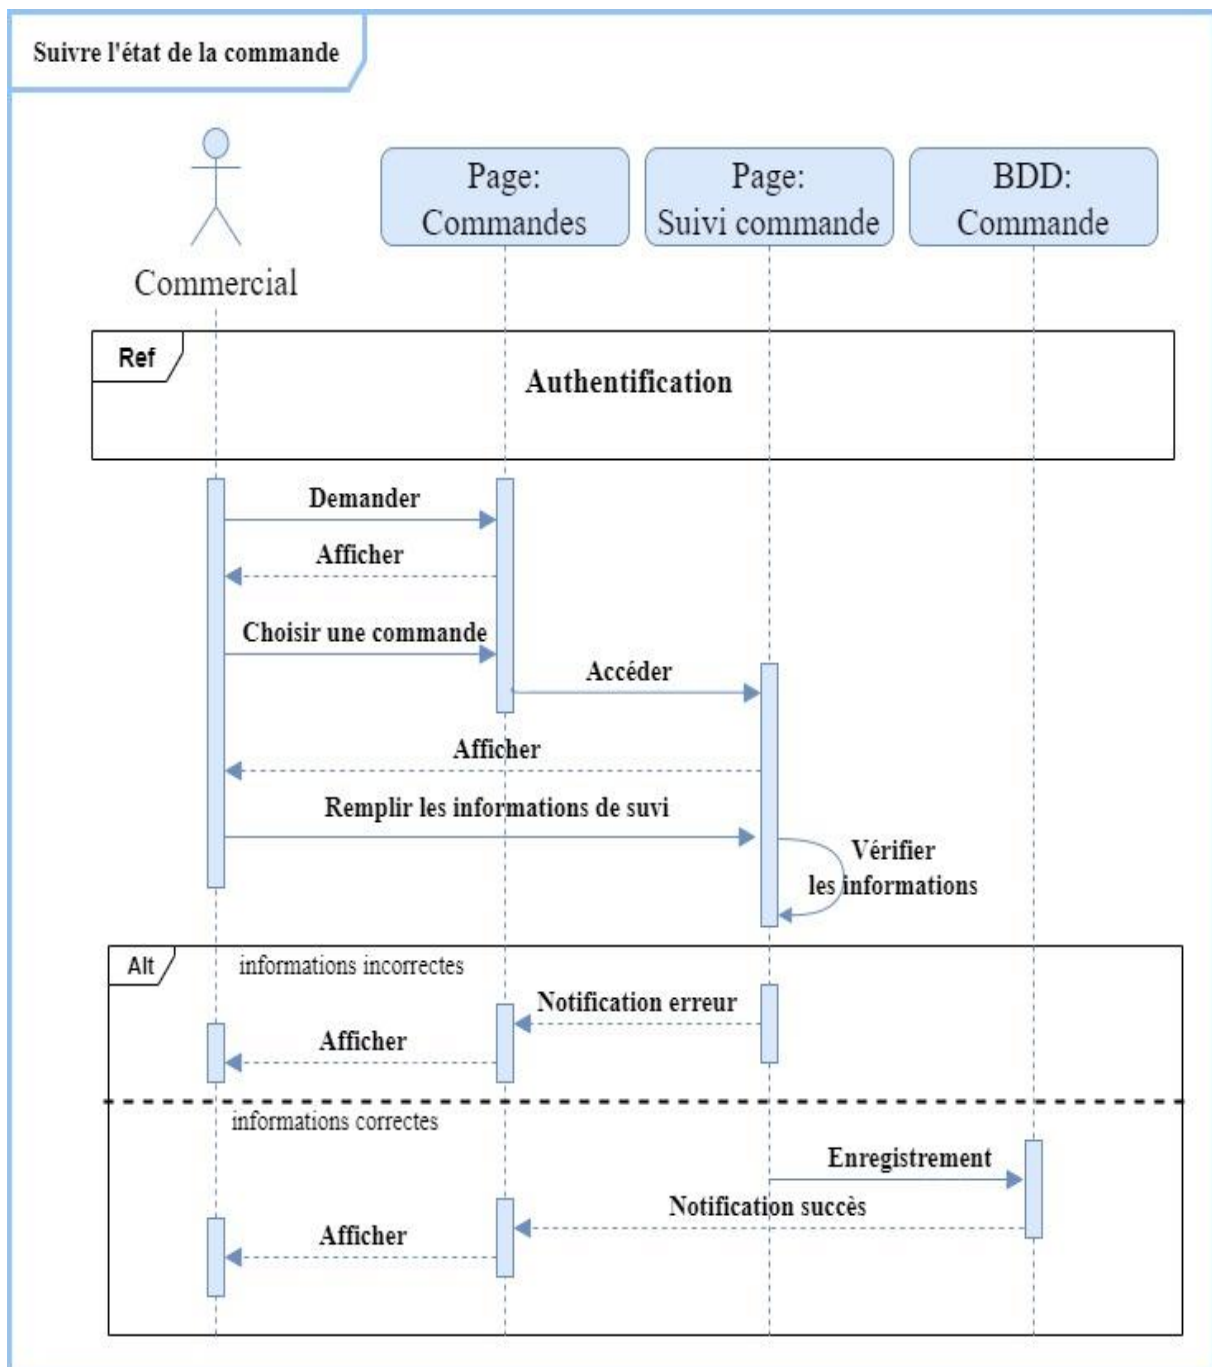 Suivre l'état de la commande
Page:
Commandes
Page:
Suivi commande
BDD:
Commande
Commercial
Ref
Authentification
Demander
Afficher
Choisir une commande
Accéder
Afficher
Remplir les informations de suvi
Vérifier
les informations
Alt
informations incorrectes
Notification erreur
Afficher
informations correctes
Enregistrement
Notification succès
Afficher